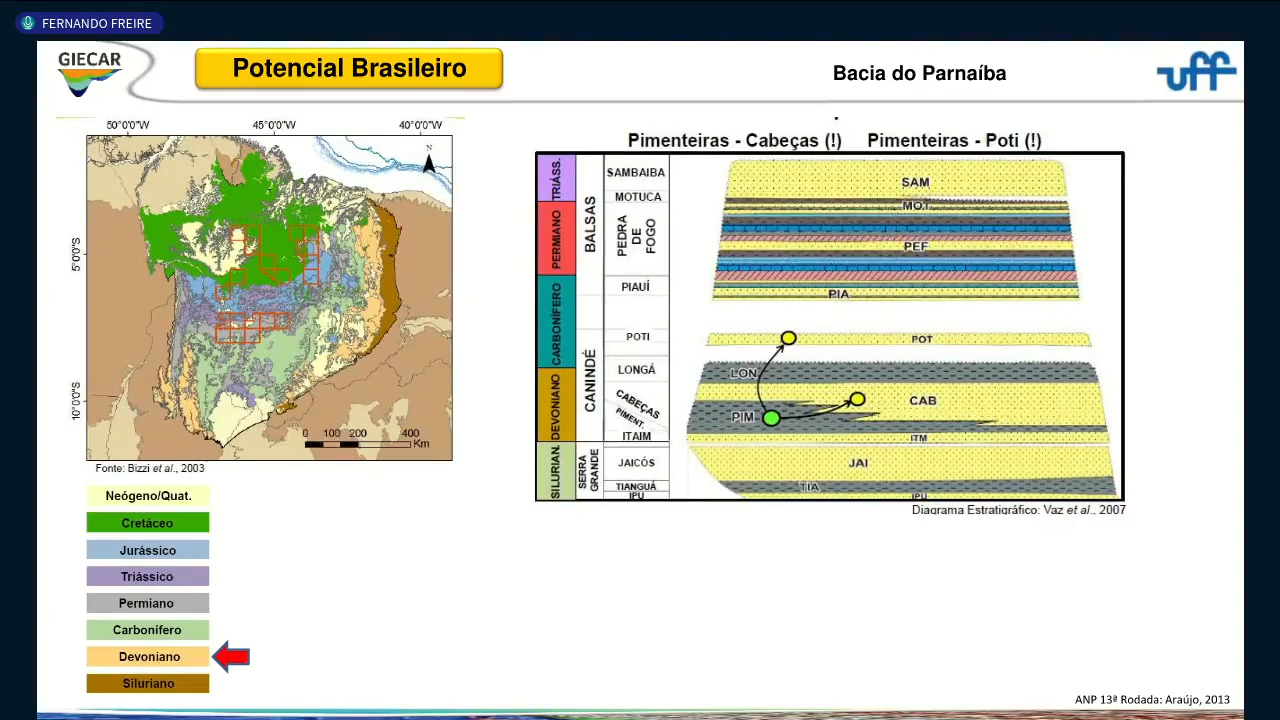 FERNANDO FREIRE
GIECAR
Potencial Brasileiro
Bacia do Parnaíba
uff
50°0'0"W 45°0'0"W 40°0'0"W
N
5°0'0"S
10°0'0"S
0 100 200 400
Km
Fonte: Bizzi et al., 2003
Neógeno/Quat.
Cretáceo
Jurássico
Triássico
Permiano
Carbonífero
Devoniano
Siluriano
Pimenteiras - Cabeças (!) Pimenteiras - Poti (!)
TRIÁSS.
PERMIANO
CARBONÍFERO
DEVONIANO
SILURIAN.
BALSAS
CANINDÉ
SERRA
GRANDE
SAMBAIBA
MOTUCA
PEDRA
DE
FOGO
PIAUÍ
POTI
LONGÁ
CABEÇAS
PIMENT.
ITAIM
JAICÓS
TIANGUÁ
IPU
SAM
MOT
PEF
PIA
POT
LON
CAB
PIM
ITM
JAI
TIA
IPU
Diagrama Estratigráfico: Vaz et al., 2007
ANP 13ª Rodada: Araújo, 2013